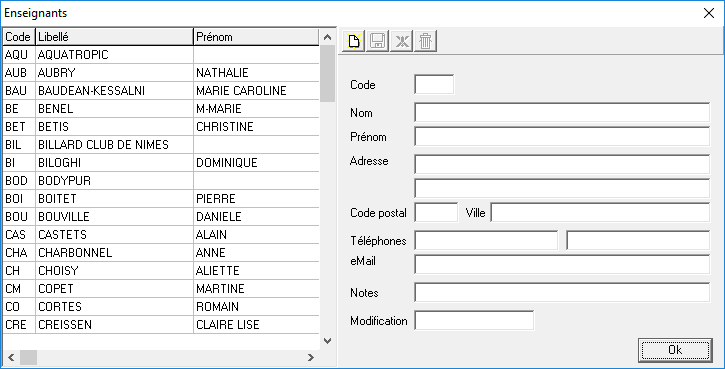 Enseignants
Code Libellé Prénom
AQU AQUATROPIC
AUB AUBRY NATHALIE
BAU BAUDEAN-KESSALNI MARIE CAROLINE
BE BENEL M-MARIE
BET BETIS CHRISTINE
BIL BILLARD CLUB DE NIMES
BI BILOGHI DOMINIQUE
BOD BODYPUR
BOI BOITET PIERRE
BOU BOUVILLE DANIELE
CAS CASTETS ALAIN
CHA CHARBONNEL ANNE
CH CHOISY ALIETTE
CM COPET MARTINE
CO CORTES ROMAIN
CRE CREISSEN CLAIRE LISE
Code
Nom
Prénom
Adresse
Code postal Ville
Téléphones
eMail
Notes
Modification
Ok